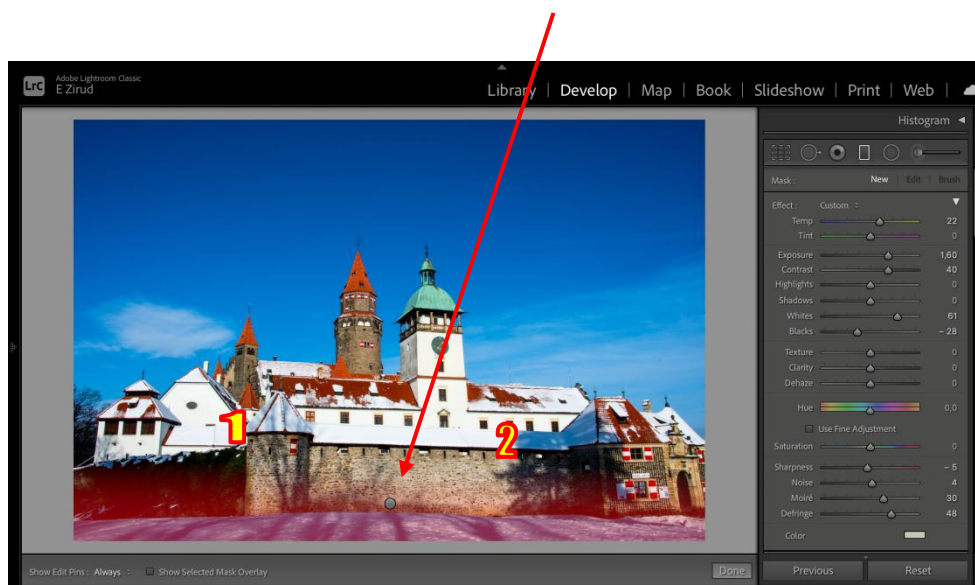 Adobe Lightroom Classic
LrC E Zirud
Library | Develop | Map | Book | Slideshow | Print | Web |
Histogram
Mask : New | Edit | Brush
Effect : Custom
Temp 22
Tint 0
Exposure 1,60
Contrast 40
Highlights 0
Shadows 0
Whites 61
Blacks – 28
Texture 0
Clarity 0
Dehaze 0
Hue 0,0
Use Fine Adjustment
Saturation 0
Sharpness – 5
Noise 4
Moiré 30
Defringe 48
Color
1
2
Show Edit Pins : Always
Show Selected Mask Overlay
Done
Previous
Reset